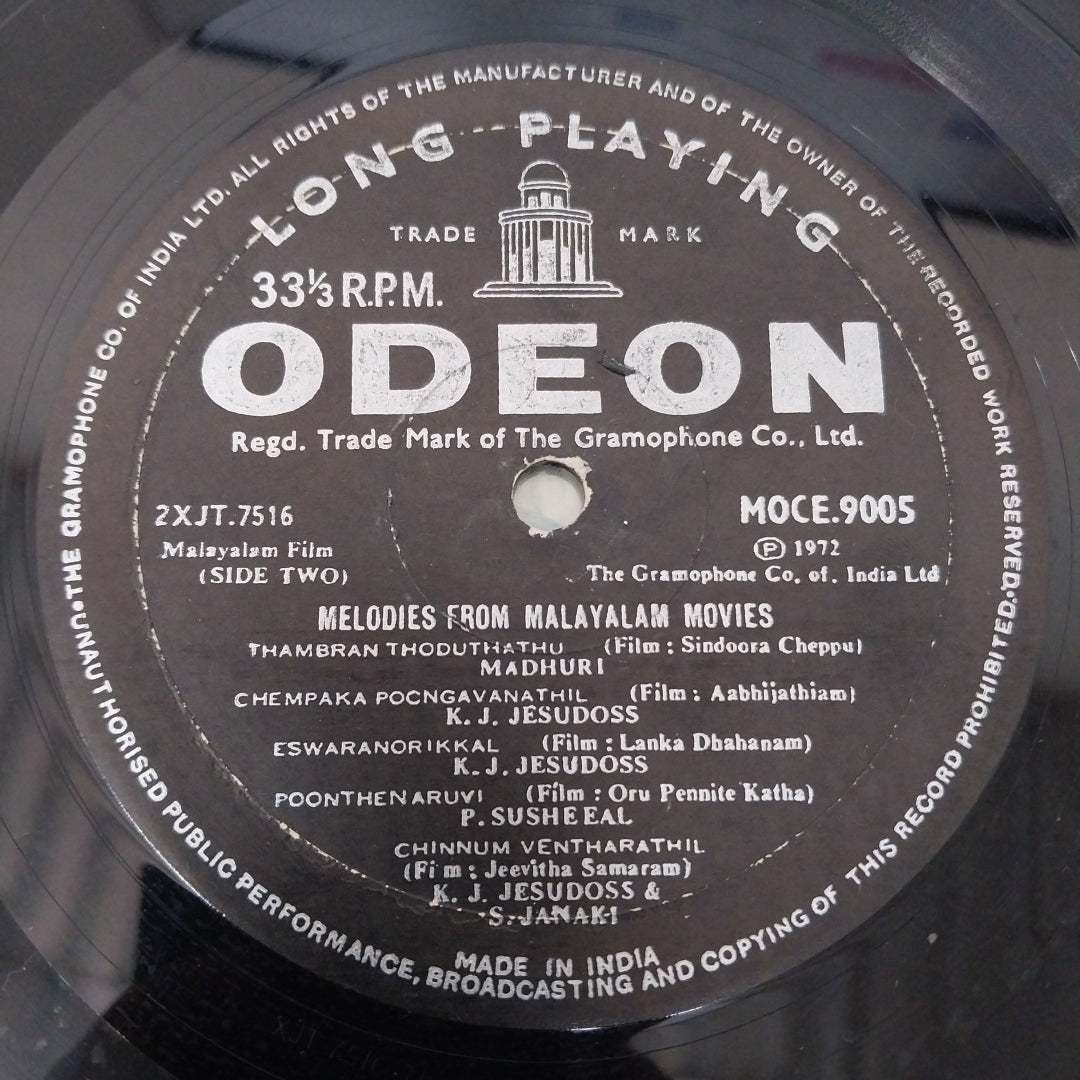 THE GRAMOPHONE CO. OF INDIA LTD. ALL RIGHTS OF THE MANUFACTURER AND OF THE OWNER OF THE RECORDED WORK RESERVED.
UNAUTHORISED PUBLIC PERFORMANCE, BROADCASTING AND COPYING OF THIS RECORD PROHIBITED.
LONG PLAYING
TRADE MARK
33⅓ R.P.M.
ODEON
Regd. Trade Mark of The Gramophone Co., Ltd.
2XJT.7516 MOCE.9005
Malayalam Film ℗ 1972
(SIDE TWO) The Gramophone Co. of. India Ltd
MELODIES FROM MALAYALAM MOVIES
THAMBRAN THODUTHATHU (Film : Sindoora Cheppu)
MADHURI
CHEMPAKA POCNGAVANATHIL (Film : Aabhijathiam)
K. J. JESUDOSS
ESWARANORIKKAL (Film : Lanka Dhahanam)
K. J. JESUDOSS
POONTHENARUVI (Film : Oru Pennite Katha)
P. SUSHEEAL
CHINNUM VENTHARATHIL
(Film : Jeevitha Samaram)
K. J. JESUDOSS &
S. JANAKI
MADE IN INDIA